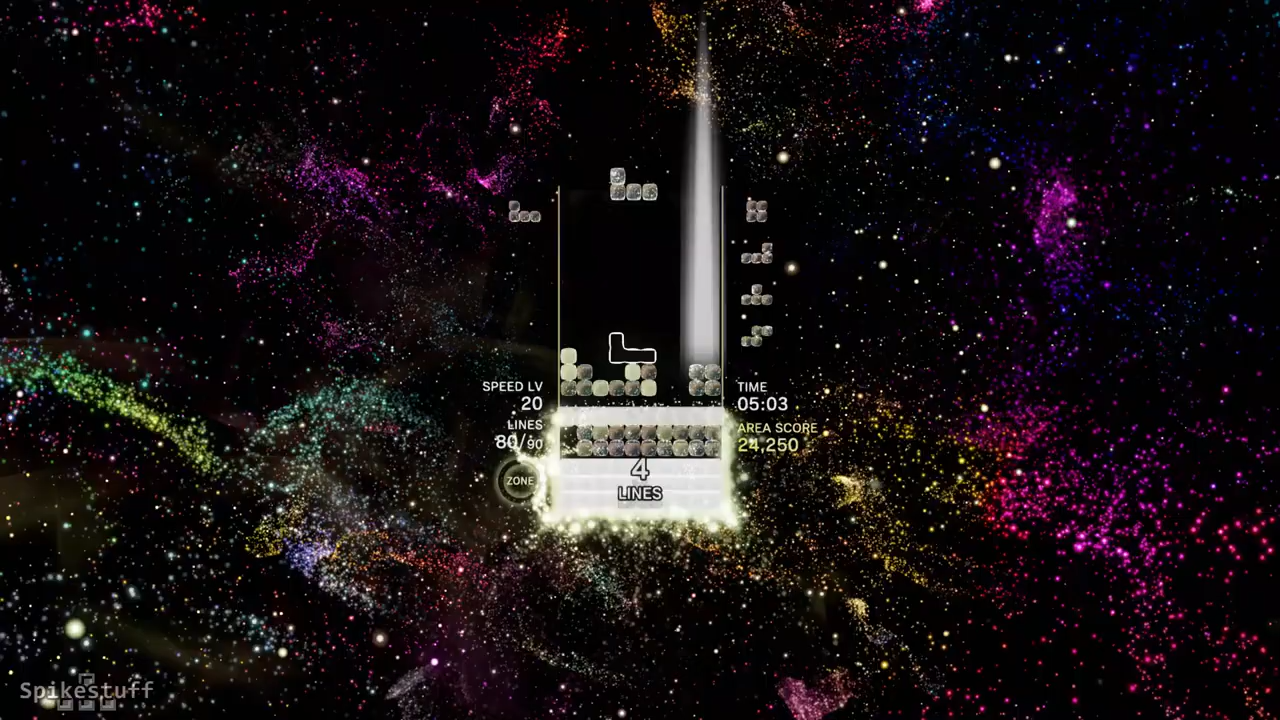 SPEED LV
20
LINES
80/90
ZONE
4
LINES
TIME
05:03
AREA SCORE
24,250
Spikestuff